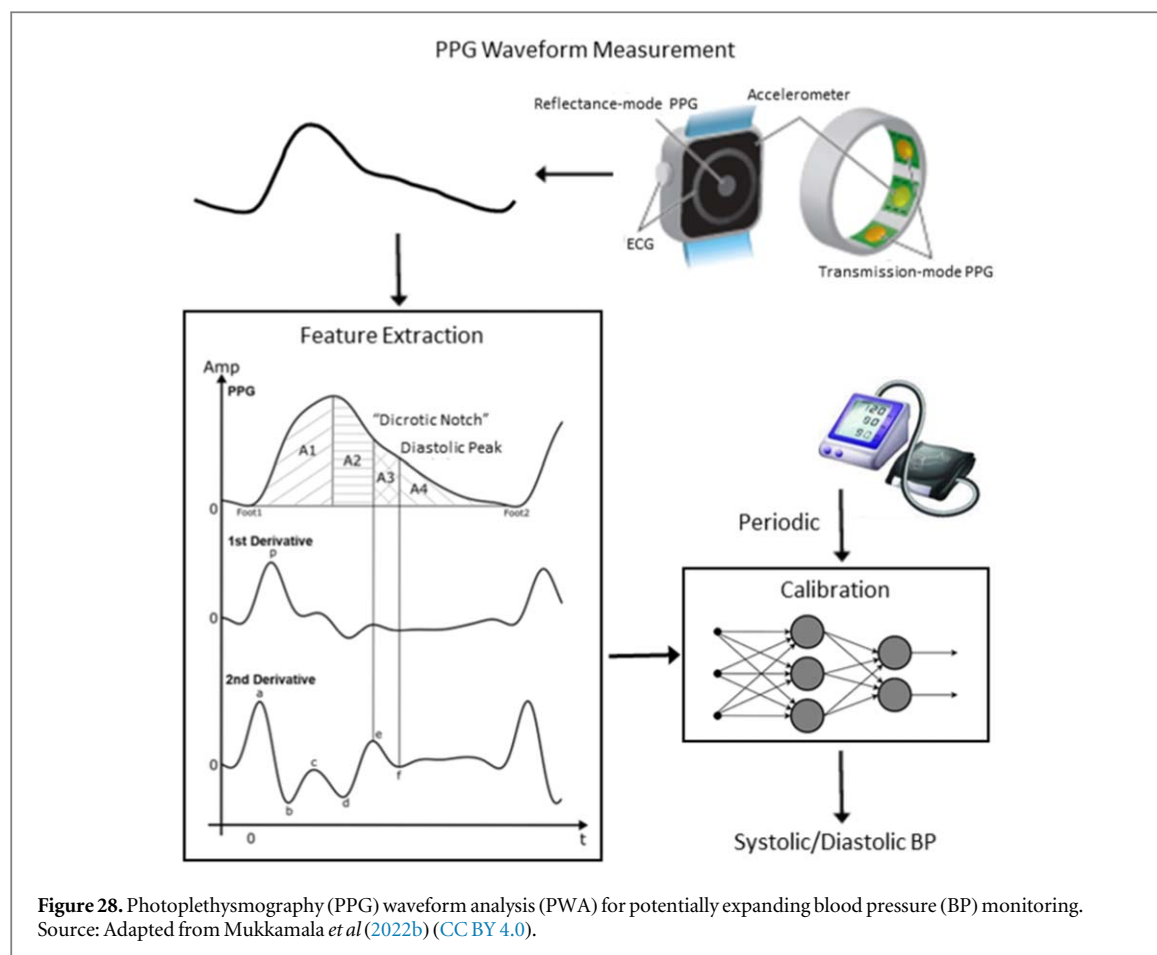 PPG Waveform Measurement
Reflectance-mode PPG
Accelerometer
ECG
Transmission-mode PPG
Feature Extraction
Amp
PPG
"Dicrotic Notch"
Diastolic Peak
A1
A2
A3
A4
0
Foot1
Foot2
1st Derivative
p
0
2nd Derivative
a
0
b
c
d
e
f
0
t
120
80
90
Periodic
Calibration
Systolic/Diastolic BP
Figure 28. Photoplethysmography (PPG) waveform analysis (PWA) for potentially expanding blood pressure (BP) monitoring.
Source: Adapted from Mukkamala et al (2022b) (CC BY 4.0).